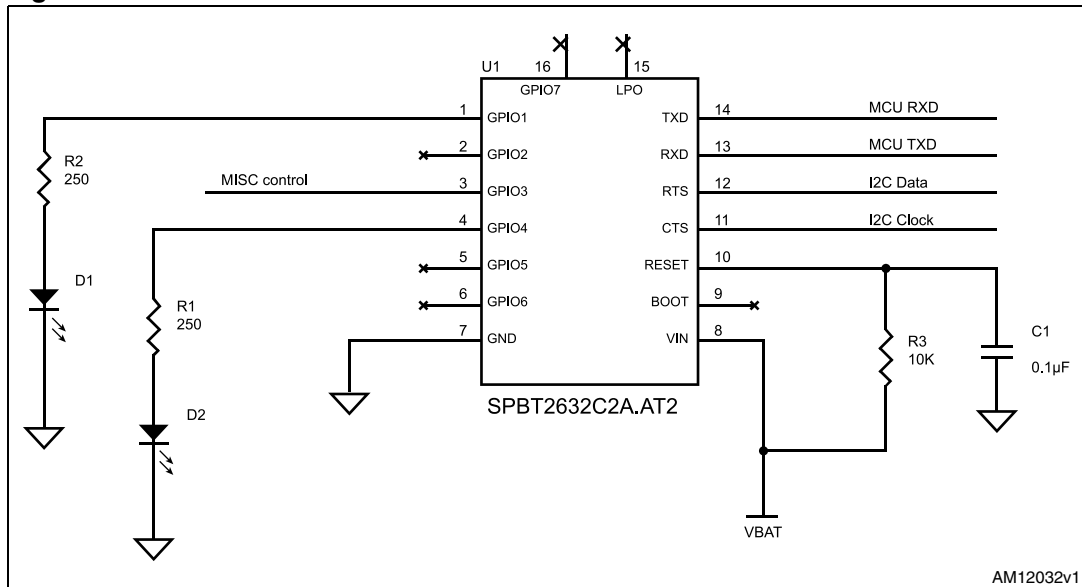 U1
16
15
GPIO7
LPO
1
GPIO1
TXD
14
MCU RXD
R2
250
2
GPIO2
RXD
13
MCU TXD
MISC control
3
GPIO3
RTS
12
I2C Data
4
GPIO4
CTS
11
I2C Clock
D1
5
GPIO5
RESET
10
R1
250
6
GPIO6
BOOT
9
7
GND
VIN
8
R3
10K
C1
0.1µF
SPBT2632C2A.AT2
D2
VBAT
AM12032v1